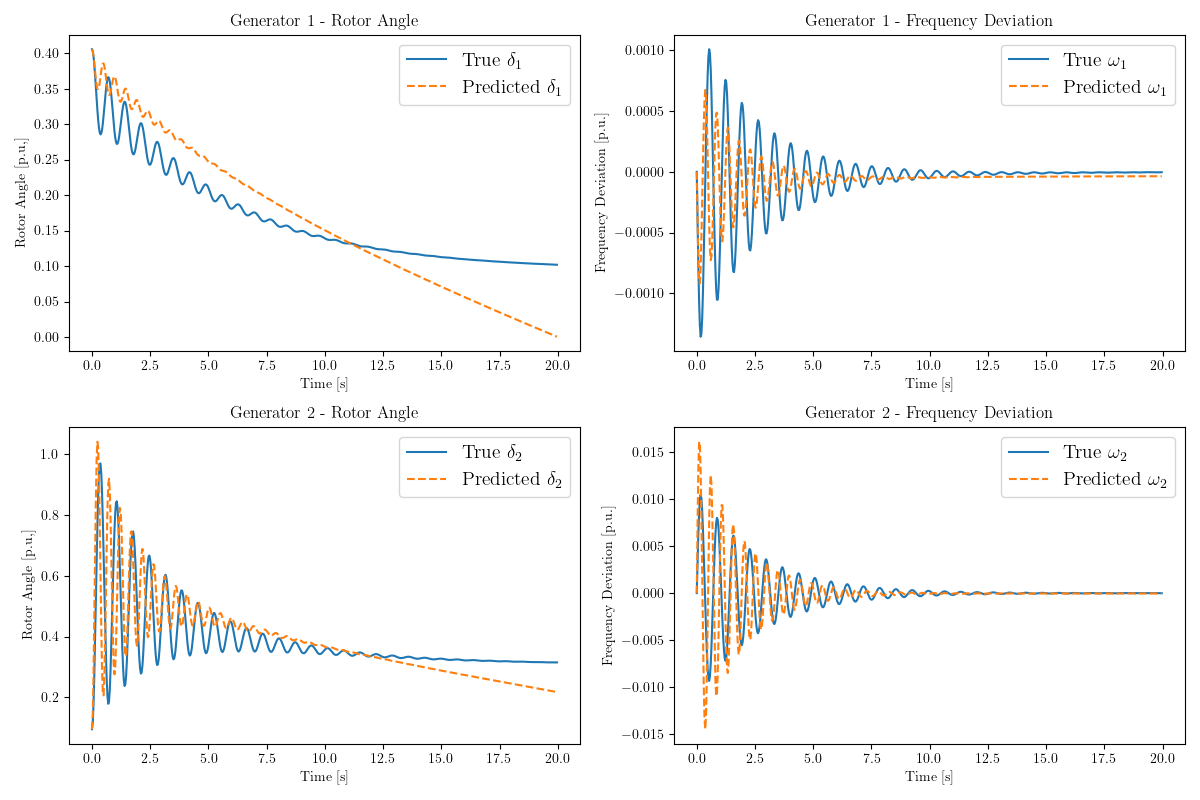 Generator 1 - Rotor Angle
0.40
0.35
0.30
0.25
0.20
0.15
0.10
0.05
0.00
Rotor Angle [p.u.]
True δ₁
Predicted δ₁
0.0 2.5 5.0 7.5 10.0 12.5 15.0 17.5 20.0
Time [s]
Generator 1 - Frequency Deviation
0.0010
0.0005
0.0000
−0.0005
−0.0010
Frequency Deviation [p.u.]
True ω₁
Predicted ω₁
0.0 2.5 5.0 7.5 10.0 12.5 15.0 17.5 20.0
Time [s]
Generator 2 - Rotor Angle
1.0
0.8
0.6
0.4
0.2
Rotor Angle [p.u.]
True δ₂
Predicted δ₂
0.0 2.5 5.0 7.5 10.0 12.5 15.0 17.5 20.0
Time [s]
Generator 2 - Frequency Deviation
0.015
0.010
0.005
0.000
−0.005
−0.010
−0.015
Frequency Deviation [p.u.]
True ω₂
Predicted ω₂
0.0 2.5 5.0 7.5 10.0 12.5 15.0 17.5 20.0
Time [s]